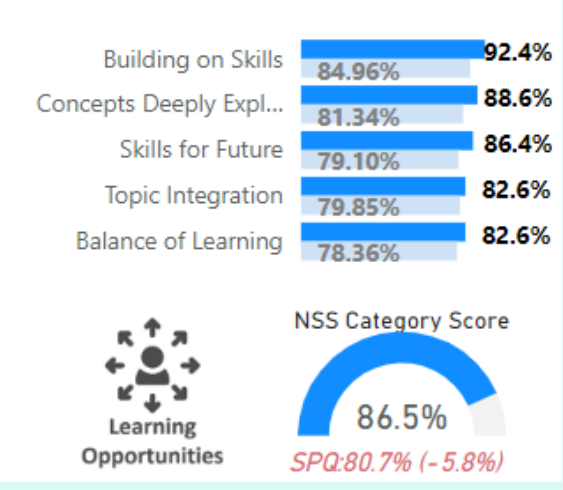 Building on Skills 92.4%
84.96%
Concepts Deeply Expl... 88.6%
81.34%
Skills for Future 86.4%
79.10%
Topic Integration 82.6%
79.85%
Balance of Learning 82.6%
78.36%
NSS Category Score
86.5%
SPQ:80.7% (-5.8%)
Learning
Opportunities